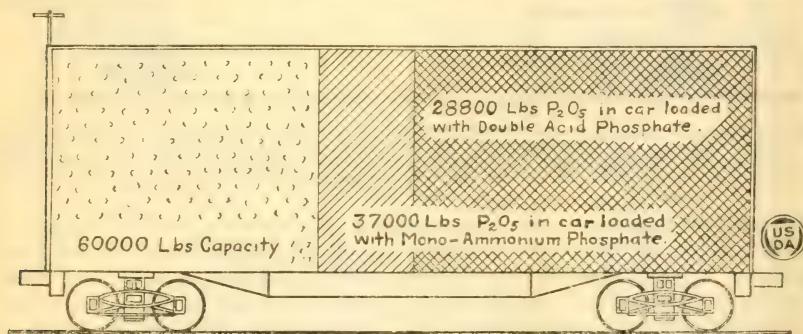 28800 Lbs P₂O₅ in car loaded
with Double Acid Phosphate.
37000 Lbs P₂O₅ in car loaded
with Mono-Ammonium Phosphate.
60000 Lbs Capacity
US
DA